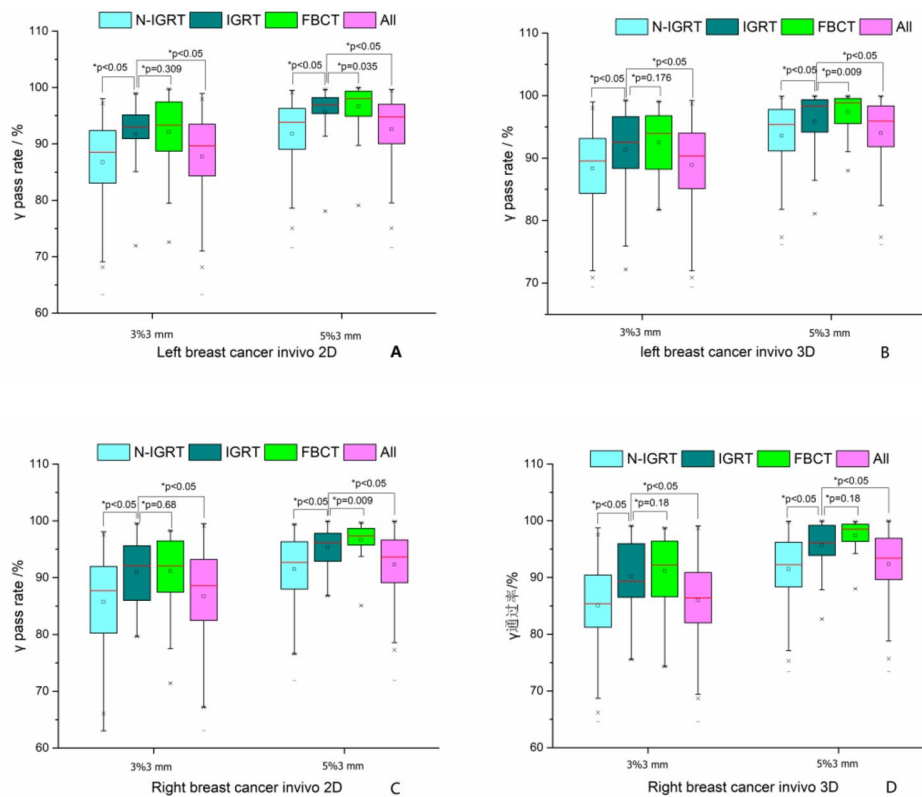 N-IGRT IGRT FBCT All
110
100
90
80
70
60
γ pass rate / %
*p<0.05
*p<0.05
*p=0.309
*p<0.05
*p<0.05
*p=0.035
3%3 mm
5%3 mm
Left breast cancer invivo 2D
A
N-IGRT IGRT FBCT All
110
100
90
80
70
γ pass rate / %
*p<0.05
*p<0.05
*p=0.176
*p<0.05
*p<0.05
*p=0.009
3%3 mm
5%3 mm
left breast cancer invivo 3D
B
N-IGRT IGRT FBCT All
110
100
90
80
70
60
γ pass rate / %
*p<0.05
*p<0.05
*p=0.68
*p<0.05
*p<0.05
*p=0.009
3%3 mm
5%3 mm
Right breast cancer invivo 2D
C
N-IGRT IGRT FBCT All
110
100
90
80
70
60
γ通过率/%
*p<0.05
*p<0.05
*p=0.18
*p<0.05
*p<0.05
*p=0.18
3%3 mm
5%3 mm
Right breast cancer invivo 3D
D